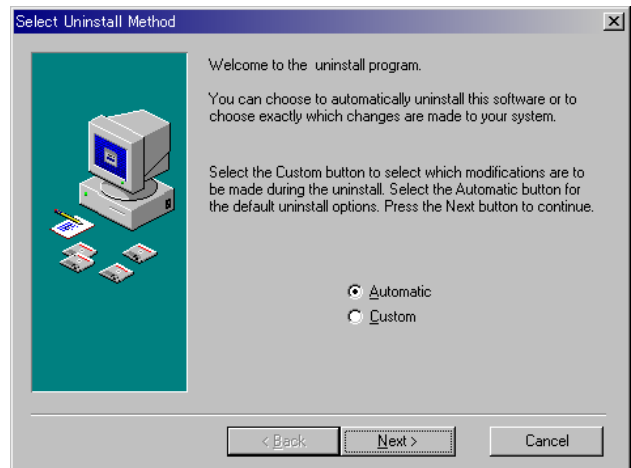 Select Uninstall Method
Welcome to the uninstall program.
You can choose to automatically uninstall this software or to
choose exactly which changes are made to your system.
Select the Custom button to select which modifications are to
be made during the uninstall. Select the Automatic button for
the default uninstall options. Press the Next button to continue.
Automatic
Custom
< Back
Next >
Cancel